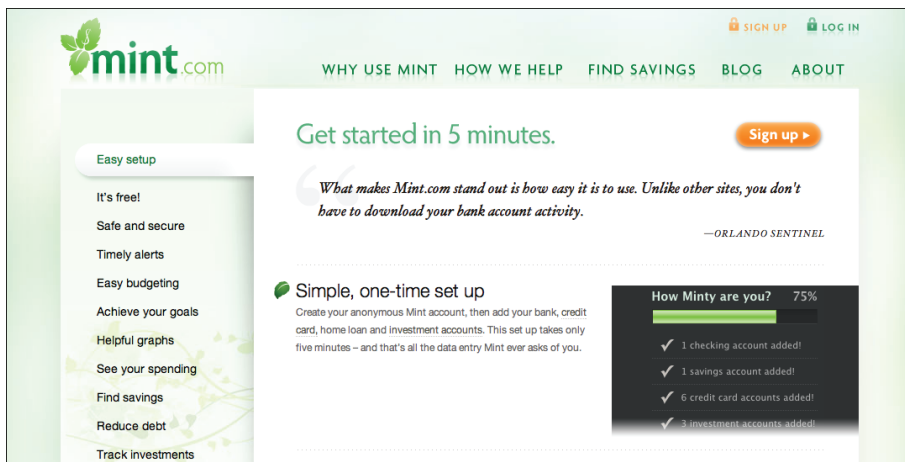 SIGN UP LOG IN
mint.com
WHY USE MINT HOW WE HELP FIND SAVINGS BLOG ABOUT
Easy setup
It's free!
Safe and secure
Timely alerts
Easy budgeting
Achieve your goals
Helpful graphs
See your spending
Find savings
Reduce debt
Track investments
Get started in 5 minutes.
Sign up
“
What makes Mint.com stand out is how easy it is to use. Unlike other sites, you don't
have to download your bank account activity.
—ORLANDO SENTINEL
Simple, one-time set up
Create your anonymous Mint account, then add your bank, credit
card, home loan and investment accounts. This set up takes only
five minutes – and that's all the data entry Mint ever asks of you.
How Minty are you? 75%
1 checking account added!
1 savings account added!
6 credit card accounts added!
3 investment accounts added!